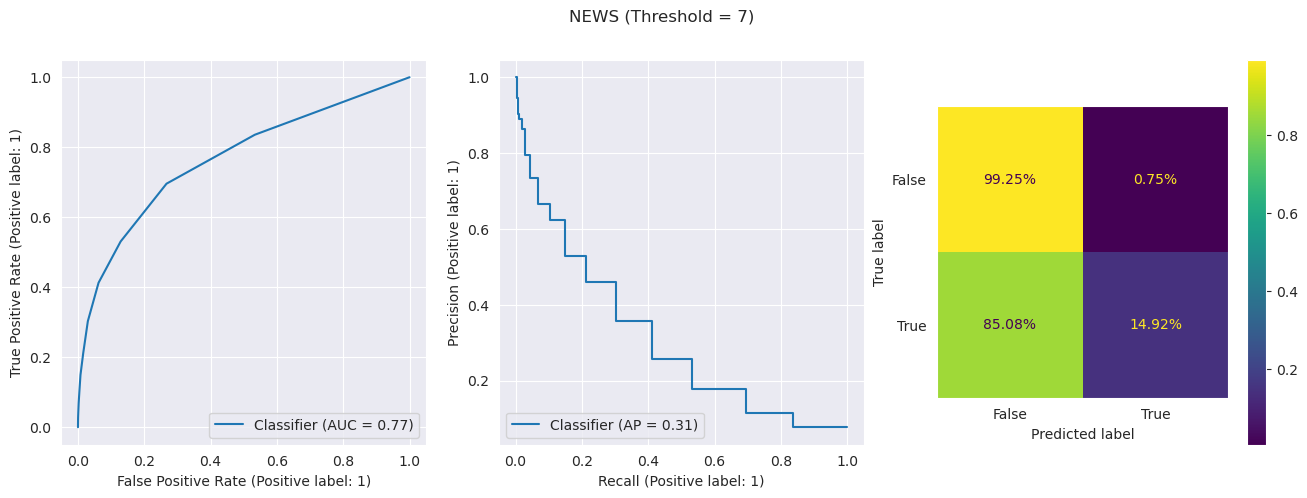 NEWS (Threshold = 7)
True Positive Rate (Positive label: 1)
1.0
0.8
0.6
0.4
0.2
0.0
Classifier (AUC = 0.77)
0.0 0.2 0.4 0.6 0.8 1.0
False Positive Rate (Positive label: 1)
Precision (Positive label: 1)
1.0
0.8
0.6
0.4
0.2
Classifier (AP = 0.31)
0.0 0.2 0.4 0.6 0.8 1.0
Recall (Positive label: 1)
True label
False
True
99.25% 0.75%
85.08% 14.92%
False True
Predicted label
0.8
0.6
0.4
0.2